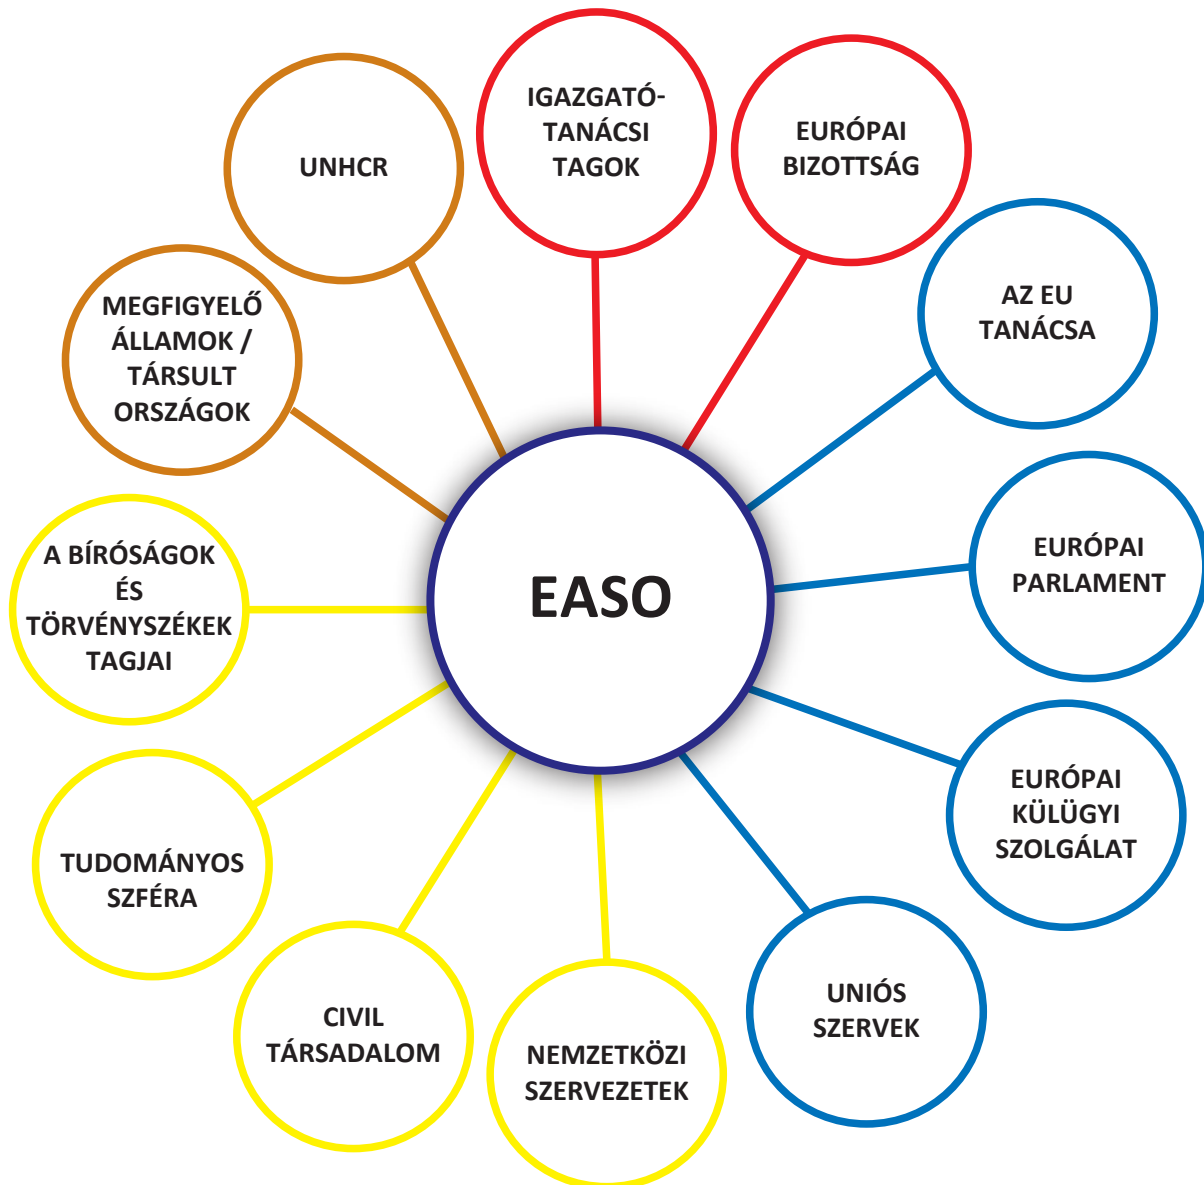 IGAZGATÓ-
TANÁCSI
TAGOK
EURÓPAI
BIZOTTSÁG
AZ EU
TANÁCSA
EURÓPAI
PARLAMENT
EURÓPAI
KÜLÜGYI
SZOLGÁLAT
UNIÓS
SZERVEK
NEMZETKÖZI
SZERVEZETEK
CIVIL
TÁRSADALOM
TUDOMÁNYOS
SZFÉRA
A BÍRÓSÁGOK
ÉS
TÖRVÉNYSZÉKEK
TAGJAI
MEGFIGYELŐ
ÁLLAMOK /
TÁRSULT
ORSZÁGOK
UNHCR
EASO